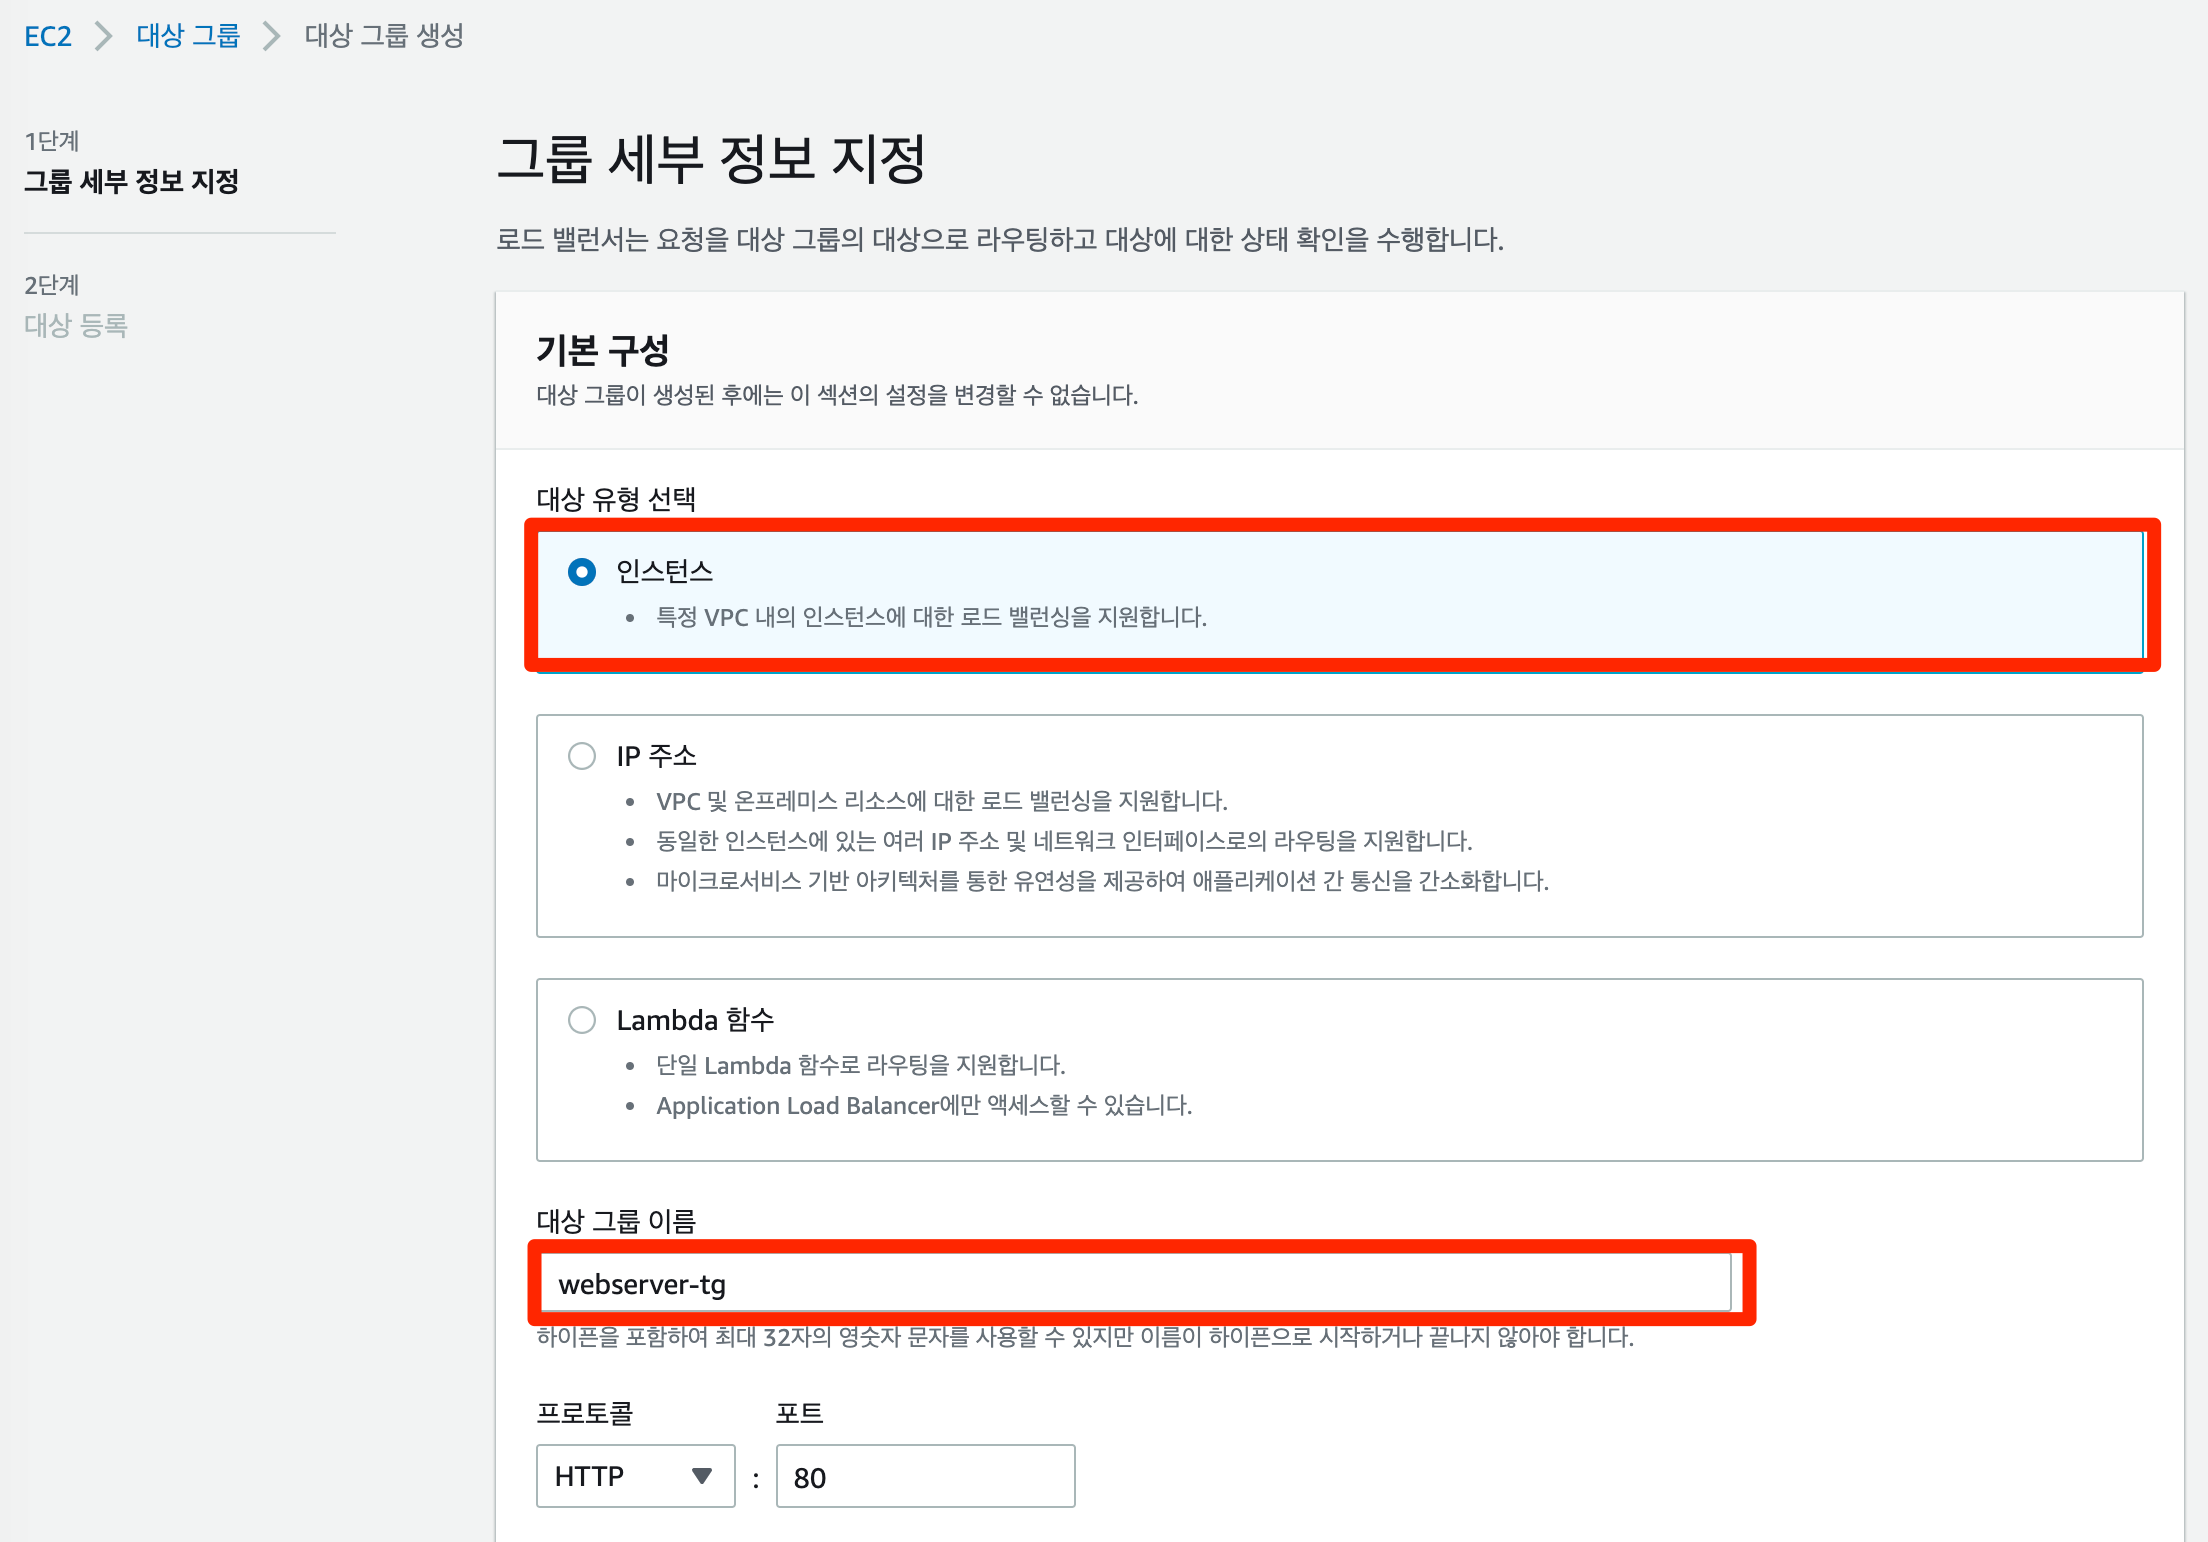 EC2 > 대상 그룹 > 대상 그룹 생성
1단계
그룹 세부 정보 지정
2단계
대상 등록
그룹 세부 정보 지정
로드 밸런서는 요청을 대상 그룹의 대상으로 라우팅하고 대상에 대한 상태 확인을 수행합니다.
기본 구성
대상 그룹이 생성된 후에는 이 섹션의 설정을 변경할 수 없습니다.
대상 유형 선택
인스턴스
• 특정 VPC 내의 인스턴스에 대한 로드 밸런싱을 지원합니다.
IP 주소
• VPC 및 온프레미스 리소스에 대한 로드 밸런싱을 지원합니다.
• 동일한 인스턴스에 있는 여러 IP 주소 및 네트워크 인터페이스로의 라우팅을 지원합니다.
• 마이크로서비스 기반 아키텍처를 통한 유연성을 제공하여 애플리케이션 간 통신을 간소화합니다.
Lambda 함수
• 단일 Lambda 함수로 라우팅을 지원합니다.
• Application Load Balancer에만 액세스할 수 있습니다.
대상 그룹 이름
webserver-tg
하이픈을 포함하여 최대 32자의 영숫자 문자를 사용할 수 있지만 이름이 하이픈으로 시작하거나 끝나지 않아야 합니다.
프로토콜 포트
HTTP : 80